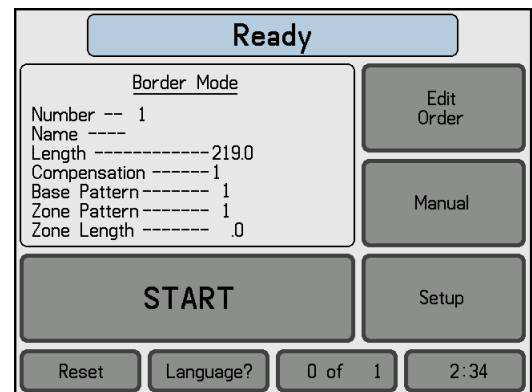 Ready
Border Mode
Number -- 1
Name ----
Length ------------219.0
Compensation ------1
Base Pattern ------- 1
Zone Pattern ------- 1
Zone Length ------- .0
Edit
Order
Manual
START
Setup
Reset
Language?
0 of 1
2:34